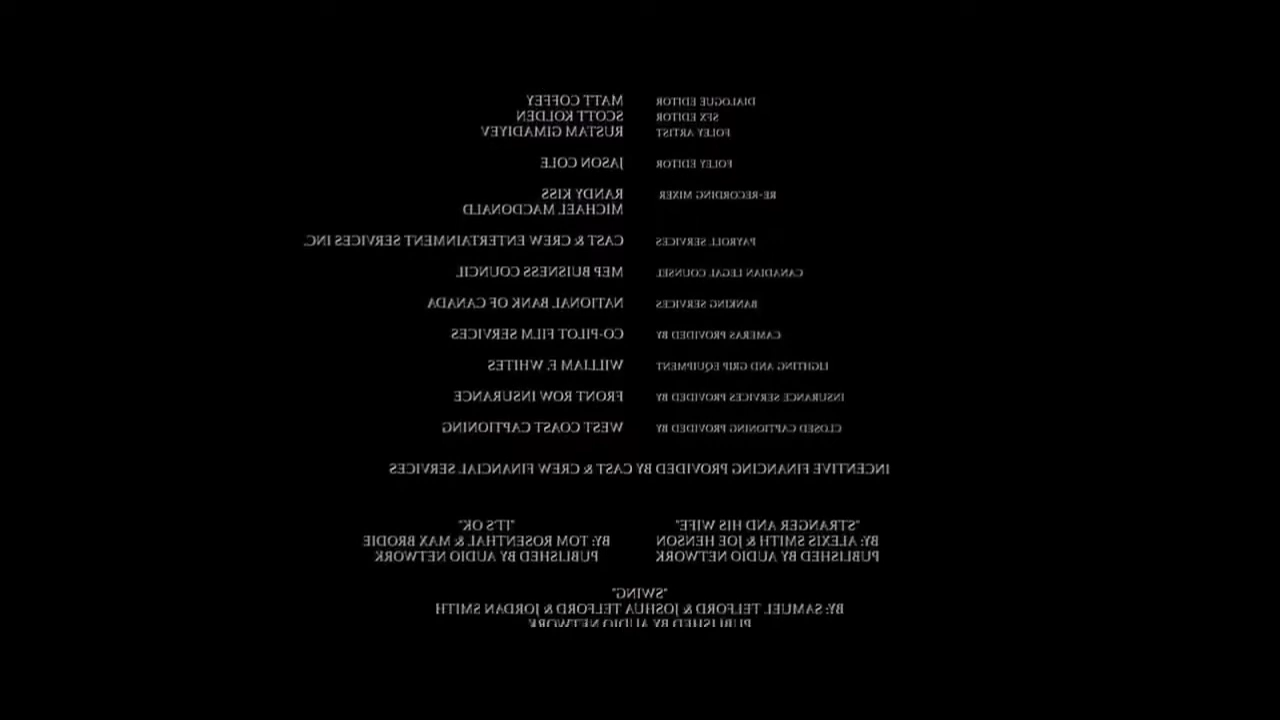 DIALOGUE EDITOR MATT COFFEY
SFX EDITOR SCOTT KOLDEN
FOLEY ARTIST RUSTAM GIMADIYEV
FOLEY EDITOR JASON COLE
RE-RECORDING MIXER RANDY KISS
MICHAEL MACDONALD
PAYROLL SERVICES CAST & CREW ENTERTAINMENT SERVICES INC.
CANADIAN LEGAL COUNSEL MEP BUISNESS COUNCIL
BANKING SERVICES NATIONAL BANK OF CANADA
CAMERAS PROVIDED BY CO-PILOT FILM SERVICES
LIGHTING AND GRIP EQUIPMENT WILLIAM F. WHITES
INSURANCE SERVICES PROVIDED BY FRONT ROW INSURANCE
CLOSED CAPTIONING PROVIDED BY WEST COAST CAPTIONING
INCENTIVE FINANCING PROVIDED BY CAST & CREW FINANCIAL SERVICES
"STRANGER AND HIS WIFE"
BY: ALEXIS SMITH & JOE HENSON
PUBLISHED BY AUDIO NETWORK
"IT'S OK"
BY: TOM ROSENTHAL & MAX BRODIE
PUBLISHED BY AUDIO NETWORK
"SWING"
BY: SAMUEL TELFORD & JOSHUA TELFORD & JORDAN SMITH
PUBLISHED BY AUDIO NETWORK